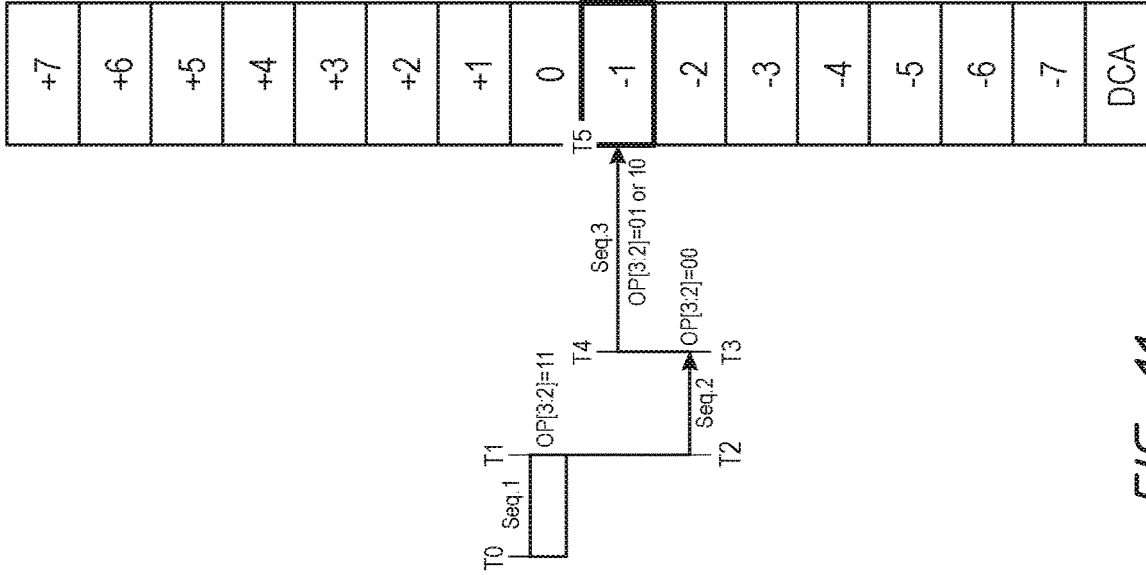 +7
+6
+5
+4
+3
+2
+1
0
-1
-2
-3
-4
-5
-6
-7
DCA
T0
Seq.1
T1
OP[3:2]=11
T2
Seq.2
T3
OP[3:2]=00
T4
Seq.3
OP[3:2]=01 or 10
T5